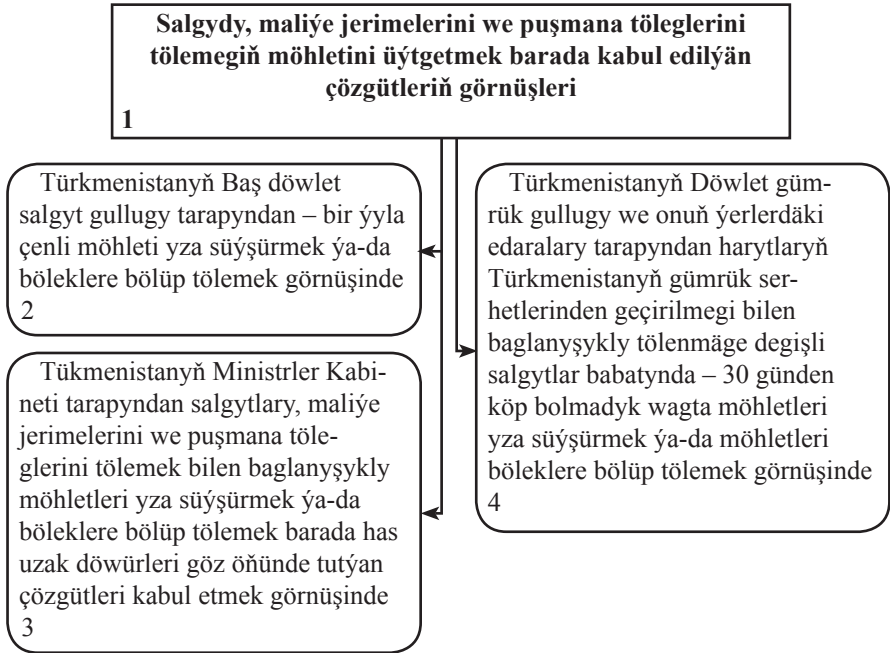 Salgydy, maliýe jerimelerini we puşmana töleglerini
tölemegiň möhletini üýtgetmek barada kabul edilýän
çözgütleriň görnüşleri
1
Türkmenistanyň Baş döwlet
salgyt gullugy tarapyndan – bir ýyla
çenli möhleti yza süýşürmek ýa-da
böleklere bölüp tölemek görnüşinde
2
Tükmenistanyň Ministrler Kabi-
neti tarapyndan salgytlary, maliýe
jerimelerini we puşmana töle-
glerini tölemek bilen baglanyşykly
möhletleri yza süýşürmek ýa-da
böleklere bölüp tölemek barada has
uzak döwürleri göz öňünde tutýan
çözgütleri kabul etmek görnüşinde
3
Türkmenistanyň Döwlet güm-
rük gullugy we onuň ýerlerdäki
edaralary tarapyndan harytlaryň
Türkmenistanyň gümrük ser-
hetlerinden geçirilmegi bilen
baglanyşykly tölenmäge degişli
salgytlar babatynda – 30 günden
köp bolmadyk wagta möhletleri
yza süýşürmek ýa-da möhletleri
böleklere bölüp tölemek görnüşinde
4